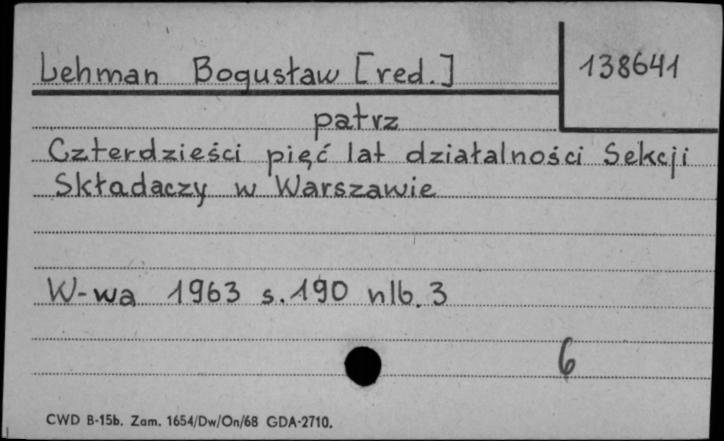 Lehman Bogusław [red.]
138641
patrz
Czterdzieści pięć lat działalności Sekcji
Składaczy w Warszawie
W-wa 1963 s. 190 nlb. 3
6
CWD B-15b. Zam. 1654/Dw/On/68 GDA-2710.